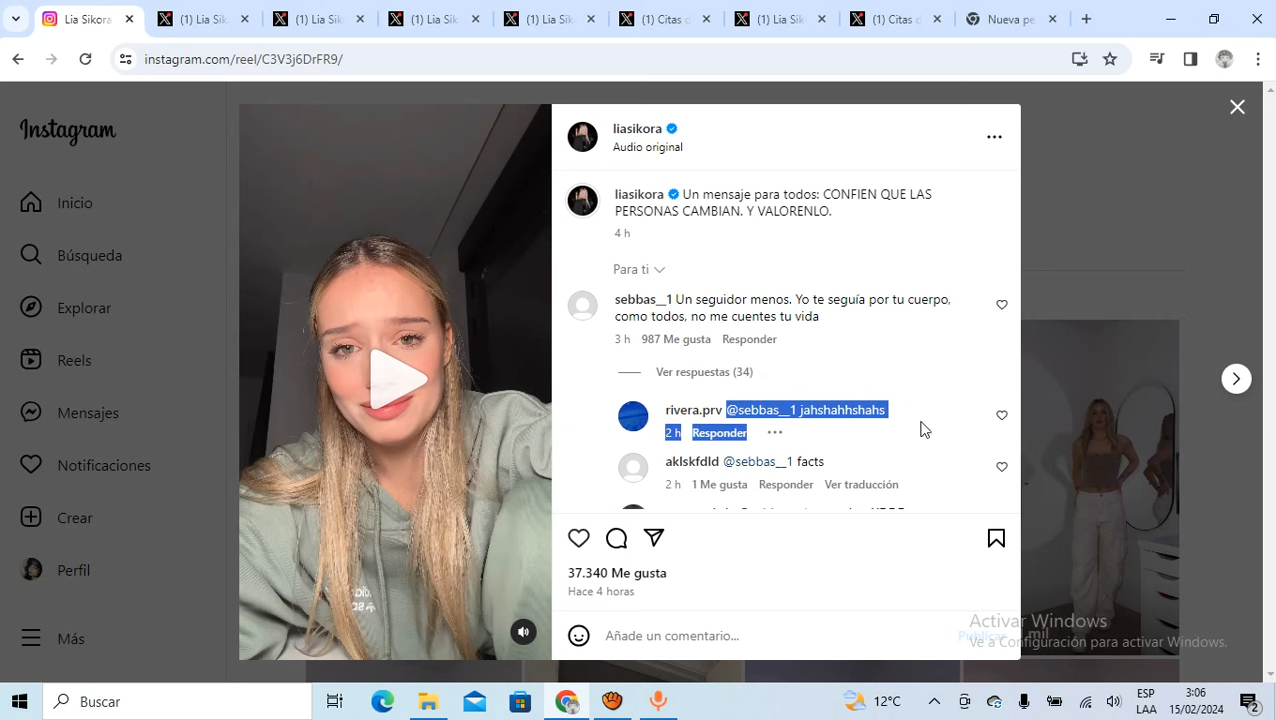 Lia Sikora
(1) Lia Sik
(1) Lia Sik
(1) Lia Sik
(1) Lia Sik
(1) Citas d
(1) Lia Sik
(1) Citas d
Nueva pe
instagram.com/reel/C3V3j6DrFR9/
Instagram
Inicio
Búsqueda
Explorar
Reels
Mensajes
Notificaciones
Crear
Perfil
Más
liasikora
Audio original
liasikora Un mensaje para todos: CONFIEN QUE LAS
PERSONAS CAMBIAN. Y VALORENLO.
4 h
Para ti
sebbas__1 Un seguidor menos. Yo te seguía por tu cuerpo,
como todos, no me cuentes tu vida
3 h 987 Me gusta Responder
Ver respuestas (34)
rivera.prv @sebbas__1 jahshahhshahs
2 h Responder
aklskfdld @sebbas__1 facts
2 h 1 Me gusta Responder Ver traducción
37.340 Me gusta
Hace 4 horas
Añade un comentario...
Publicar
mil
Activar Windows
Ve a Configuración para activar Windows.
Buscar
12°C
ESP
LAA
3:06
15/02/2024
2